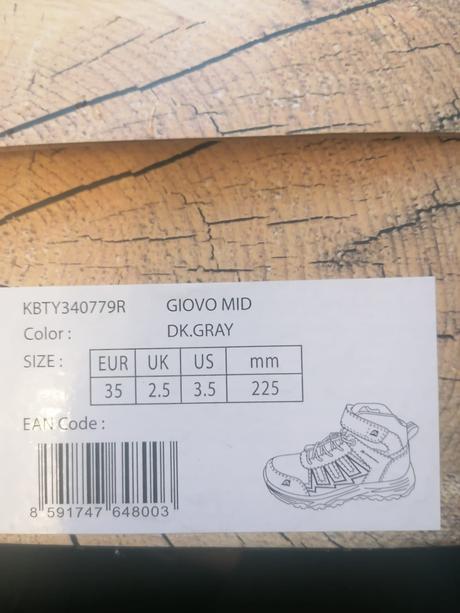 KBTY340779R GIOVO MID
Color : DK.GRAY
SIZE : EUR UK US mm
35 2.5 3.5 225
EAN Code :
8 591747 648003